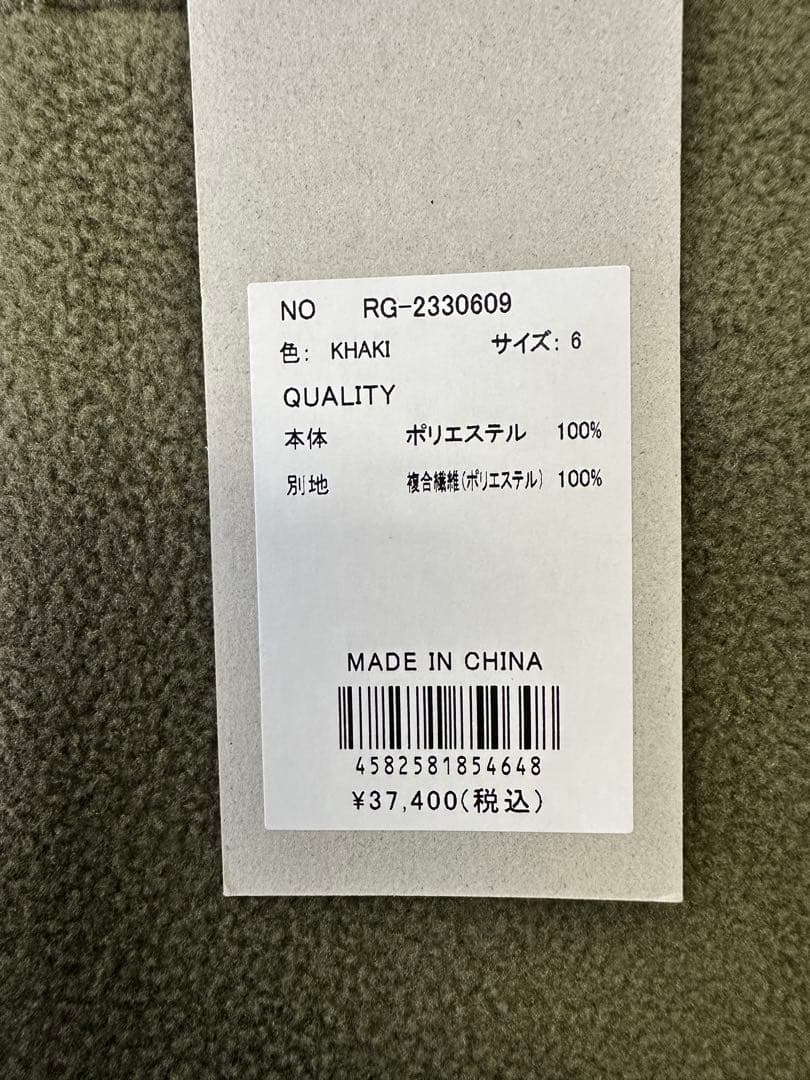 NO RG-2330609
色: KHAKI サイズ: 6
QUALITY
本体 ポリエステル 100%
別地 複合繊維(ポリエステル) 100%
MADE IN CHINA
4582581854648
¥37,400(税込)